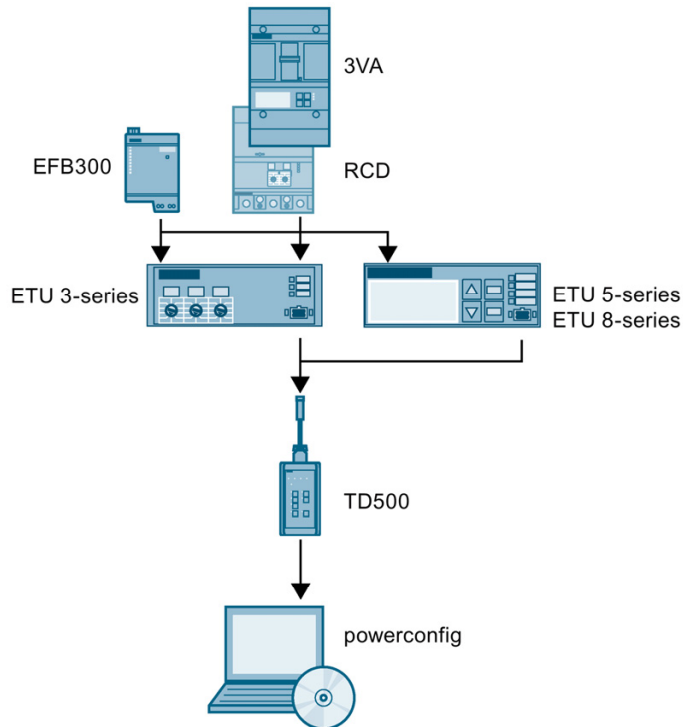 3VA
EFB300
RCD
ETU 3-series
ETU 5-series
ETU 8-series
TD500
powerconfig